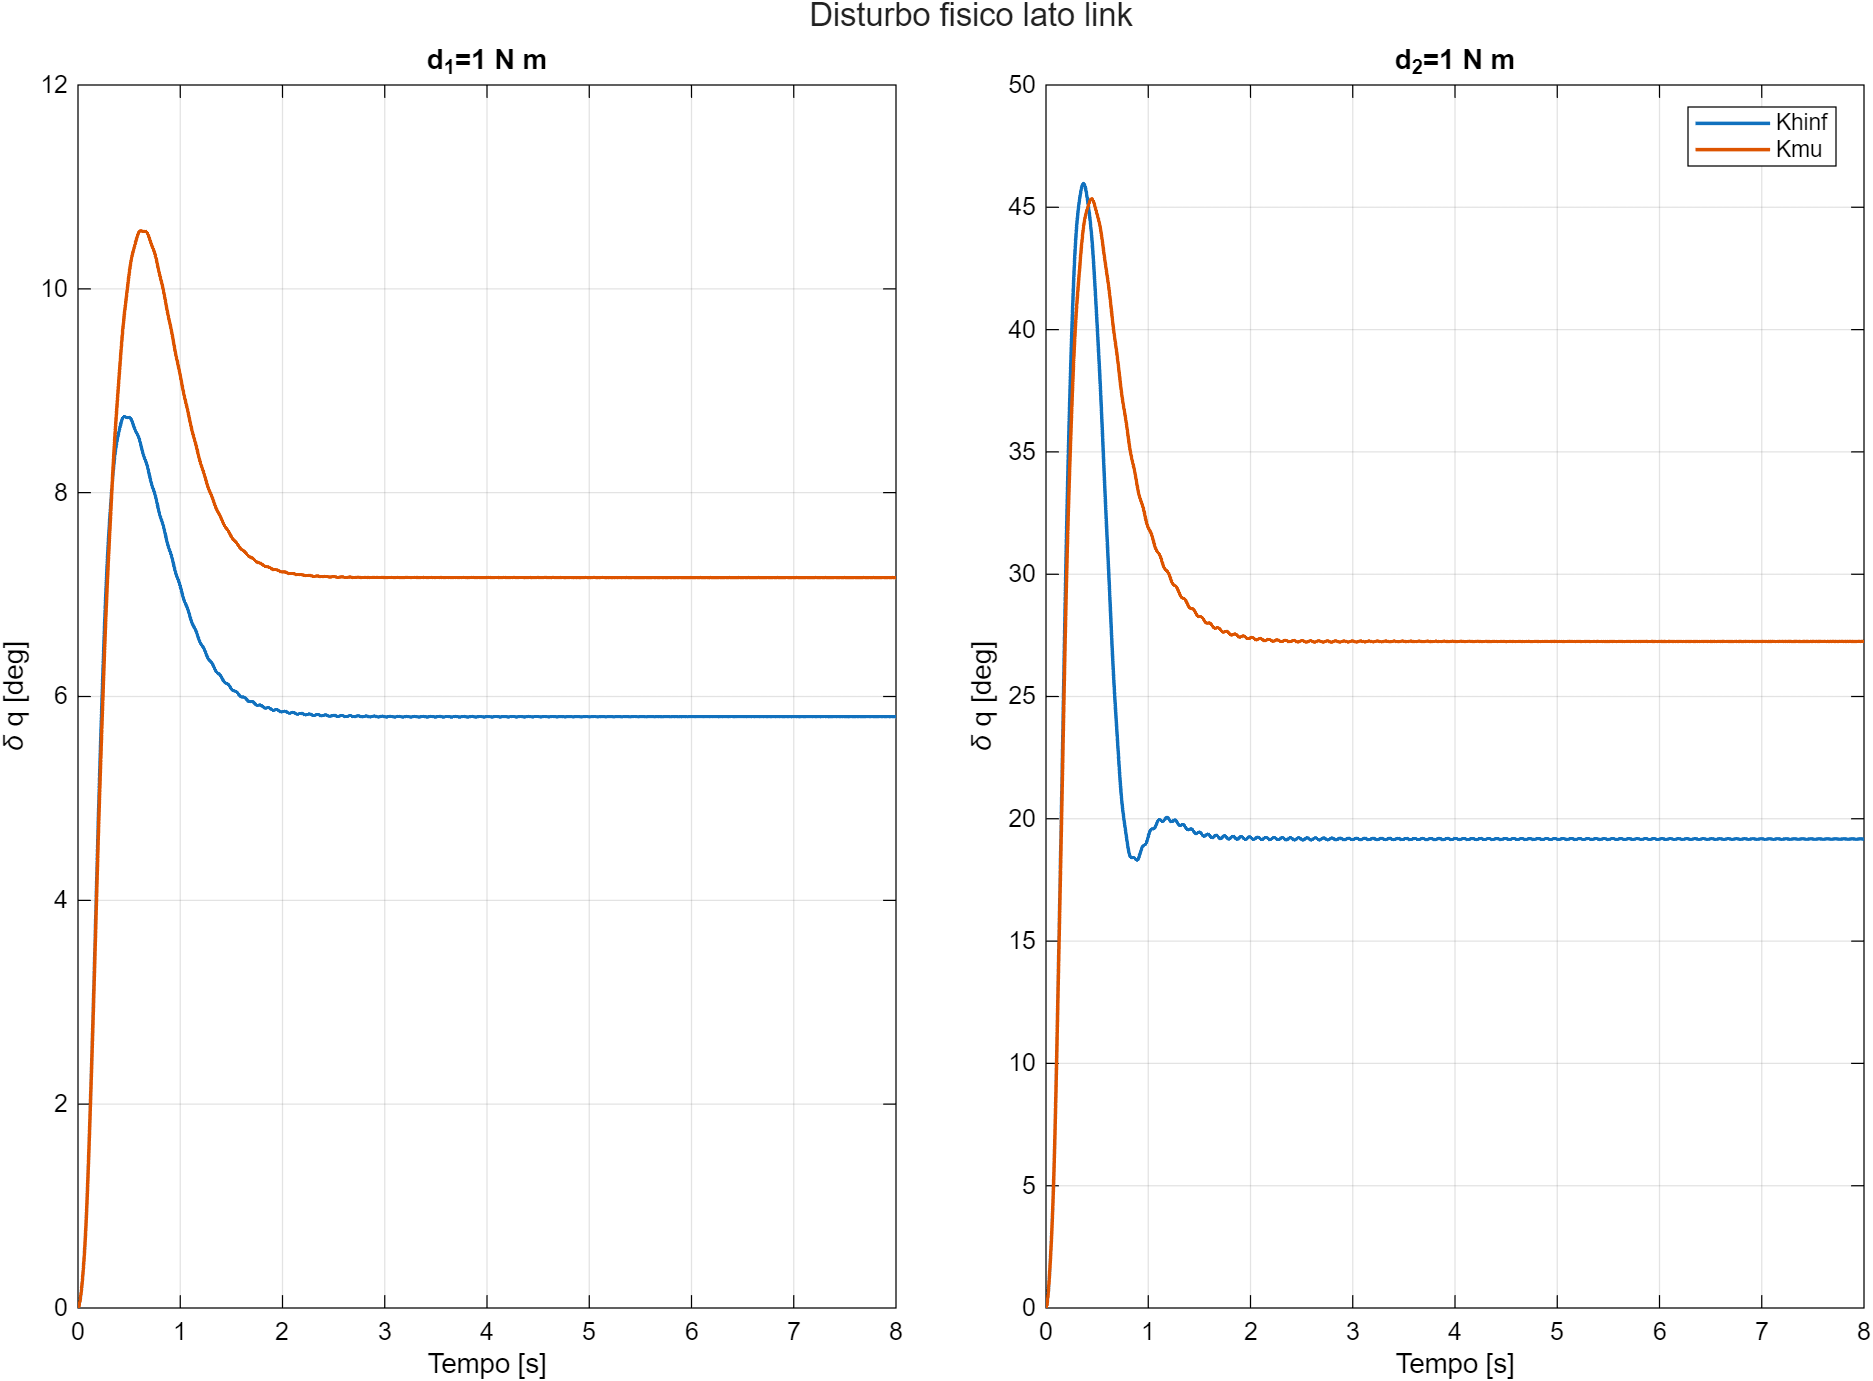 Disturbo fisico lato link
d₁=1 N m
12
10
8
6
4
2
0
δ q [deg]
0 1 2 3 4 5 6 7 8
Tempo [s]
d₂=1 N m
Khinf
Kmu
50
45
40
35
30
25
20
15
10
5
0
δ q [deg]
0 1 2 3 4 5 6 7 8
Tempo [s]